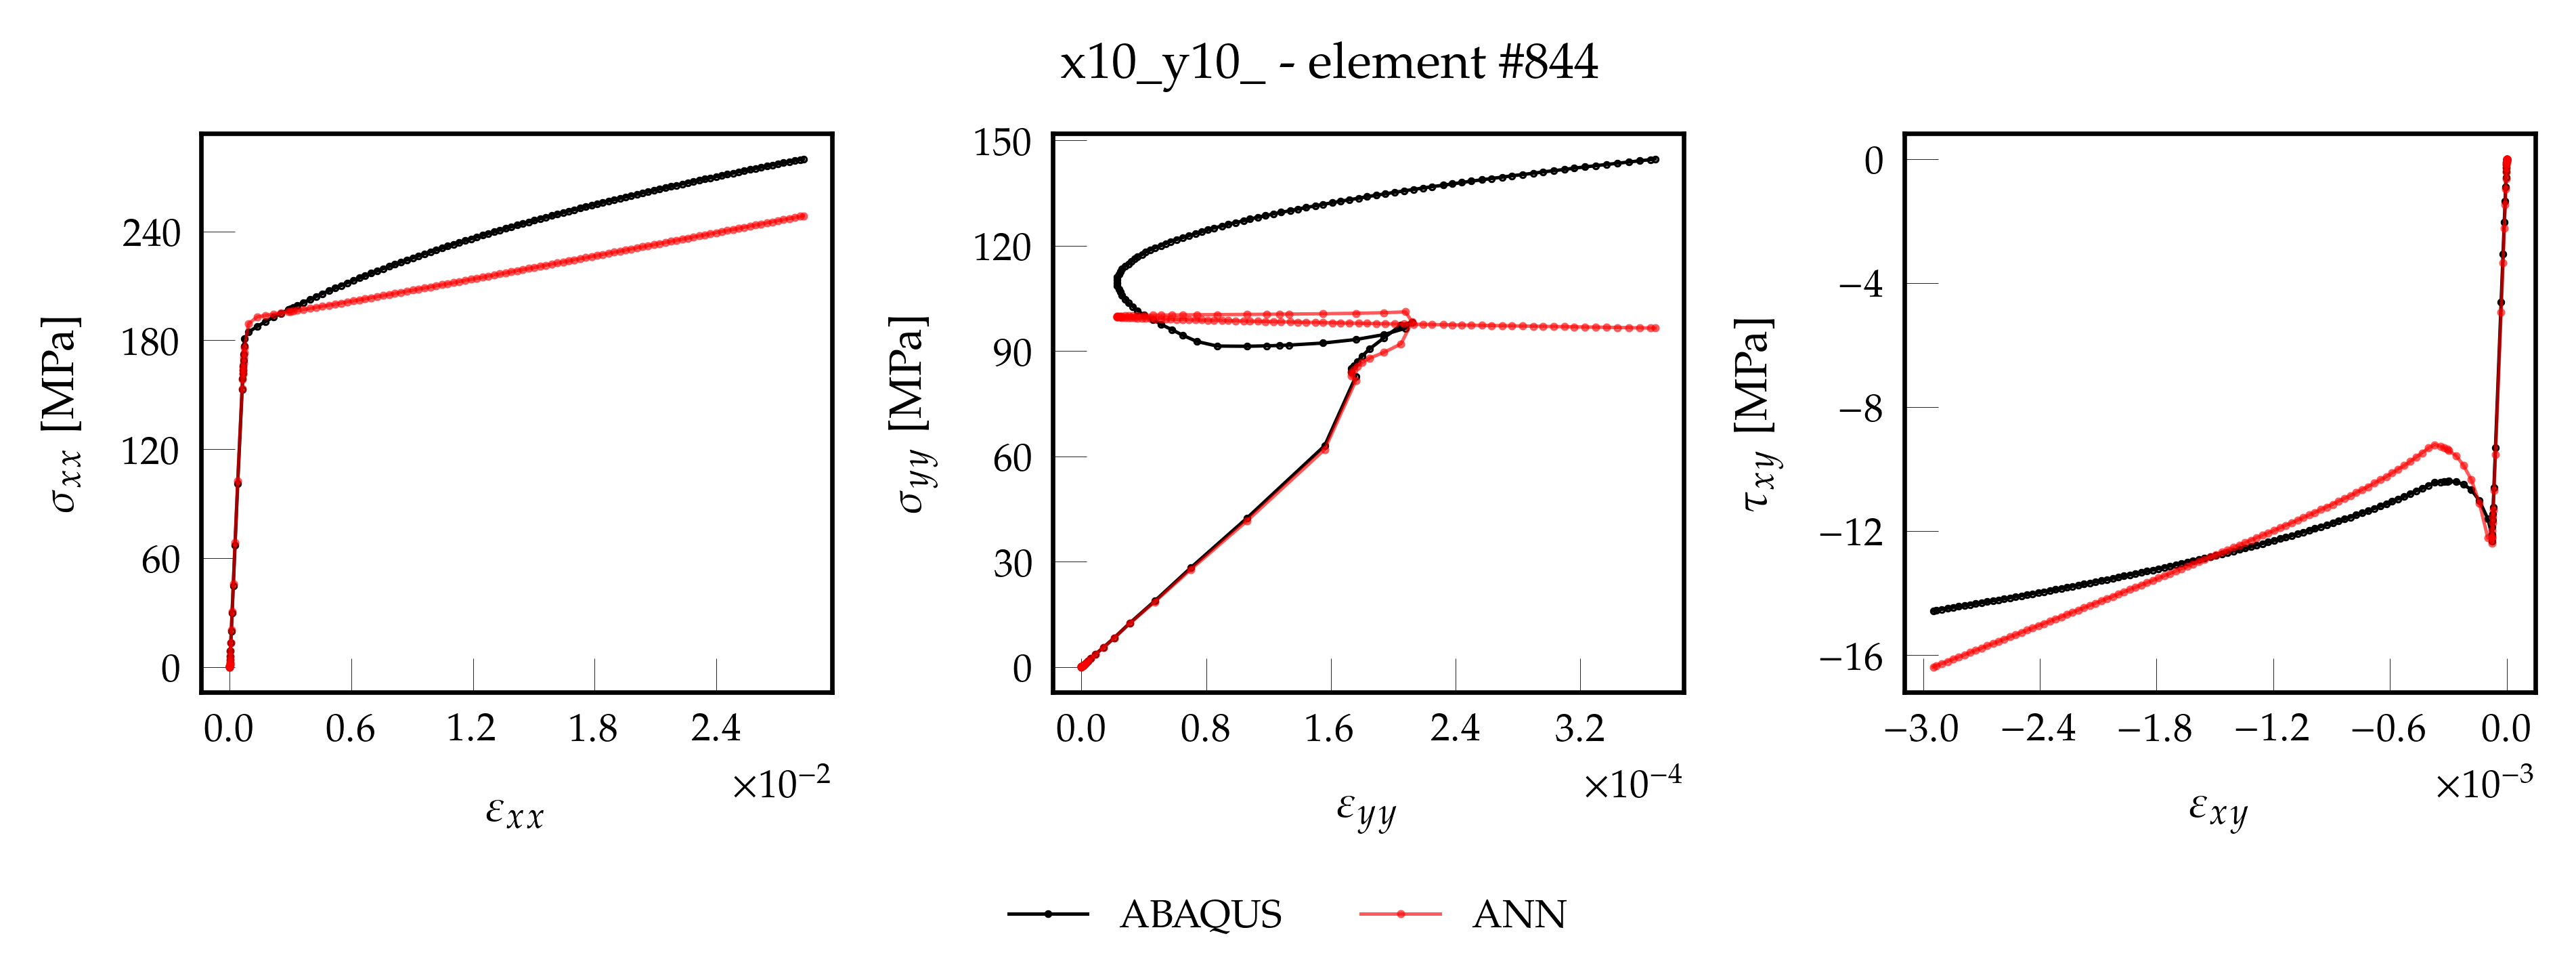 x10_y10_ - element #844
σxx [MPa]
240
180
120
60
0
0.0 0.6 1.2 1.8 2.4
×10−2
εxx
σyy [MPa]
150
120
90
60
30
0
0.0 0.8 1.6 2.4 3.2
×10−4
εyy
τxy [MPa]
0
−4
−8
−12
−16
−3.0 −2.4 −1.8 −1.2 −0.6 0.0
×10−3
εxy
ABAQUS ANN